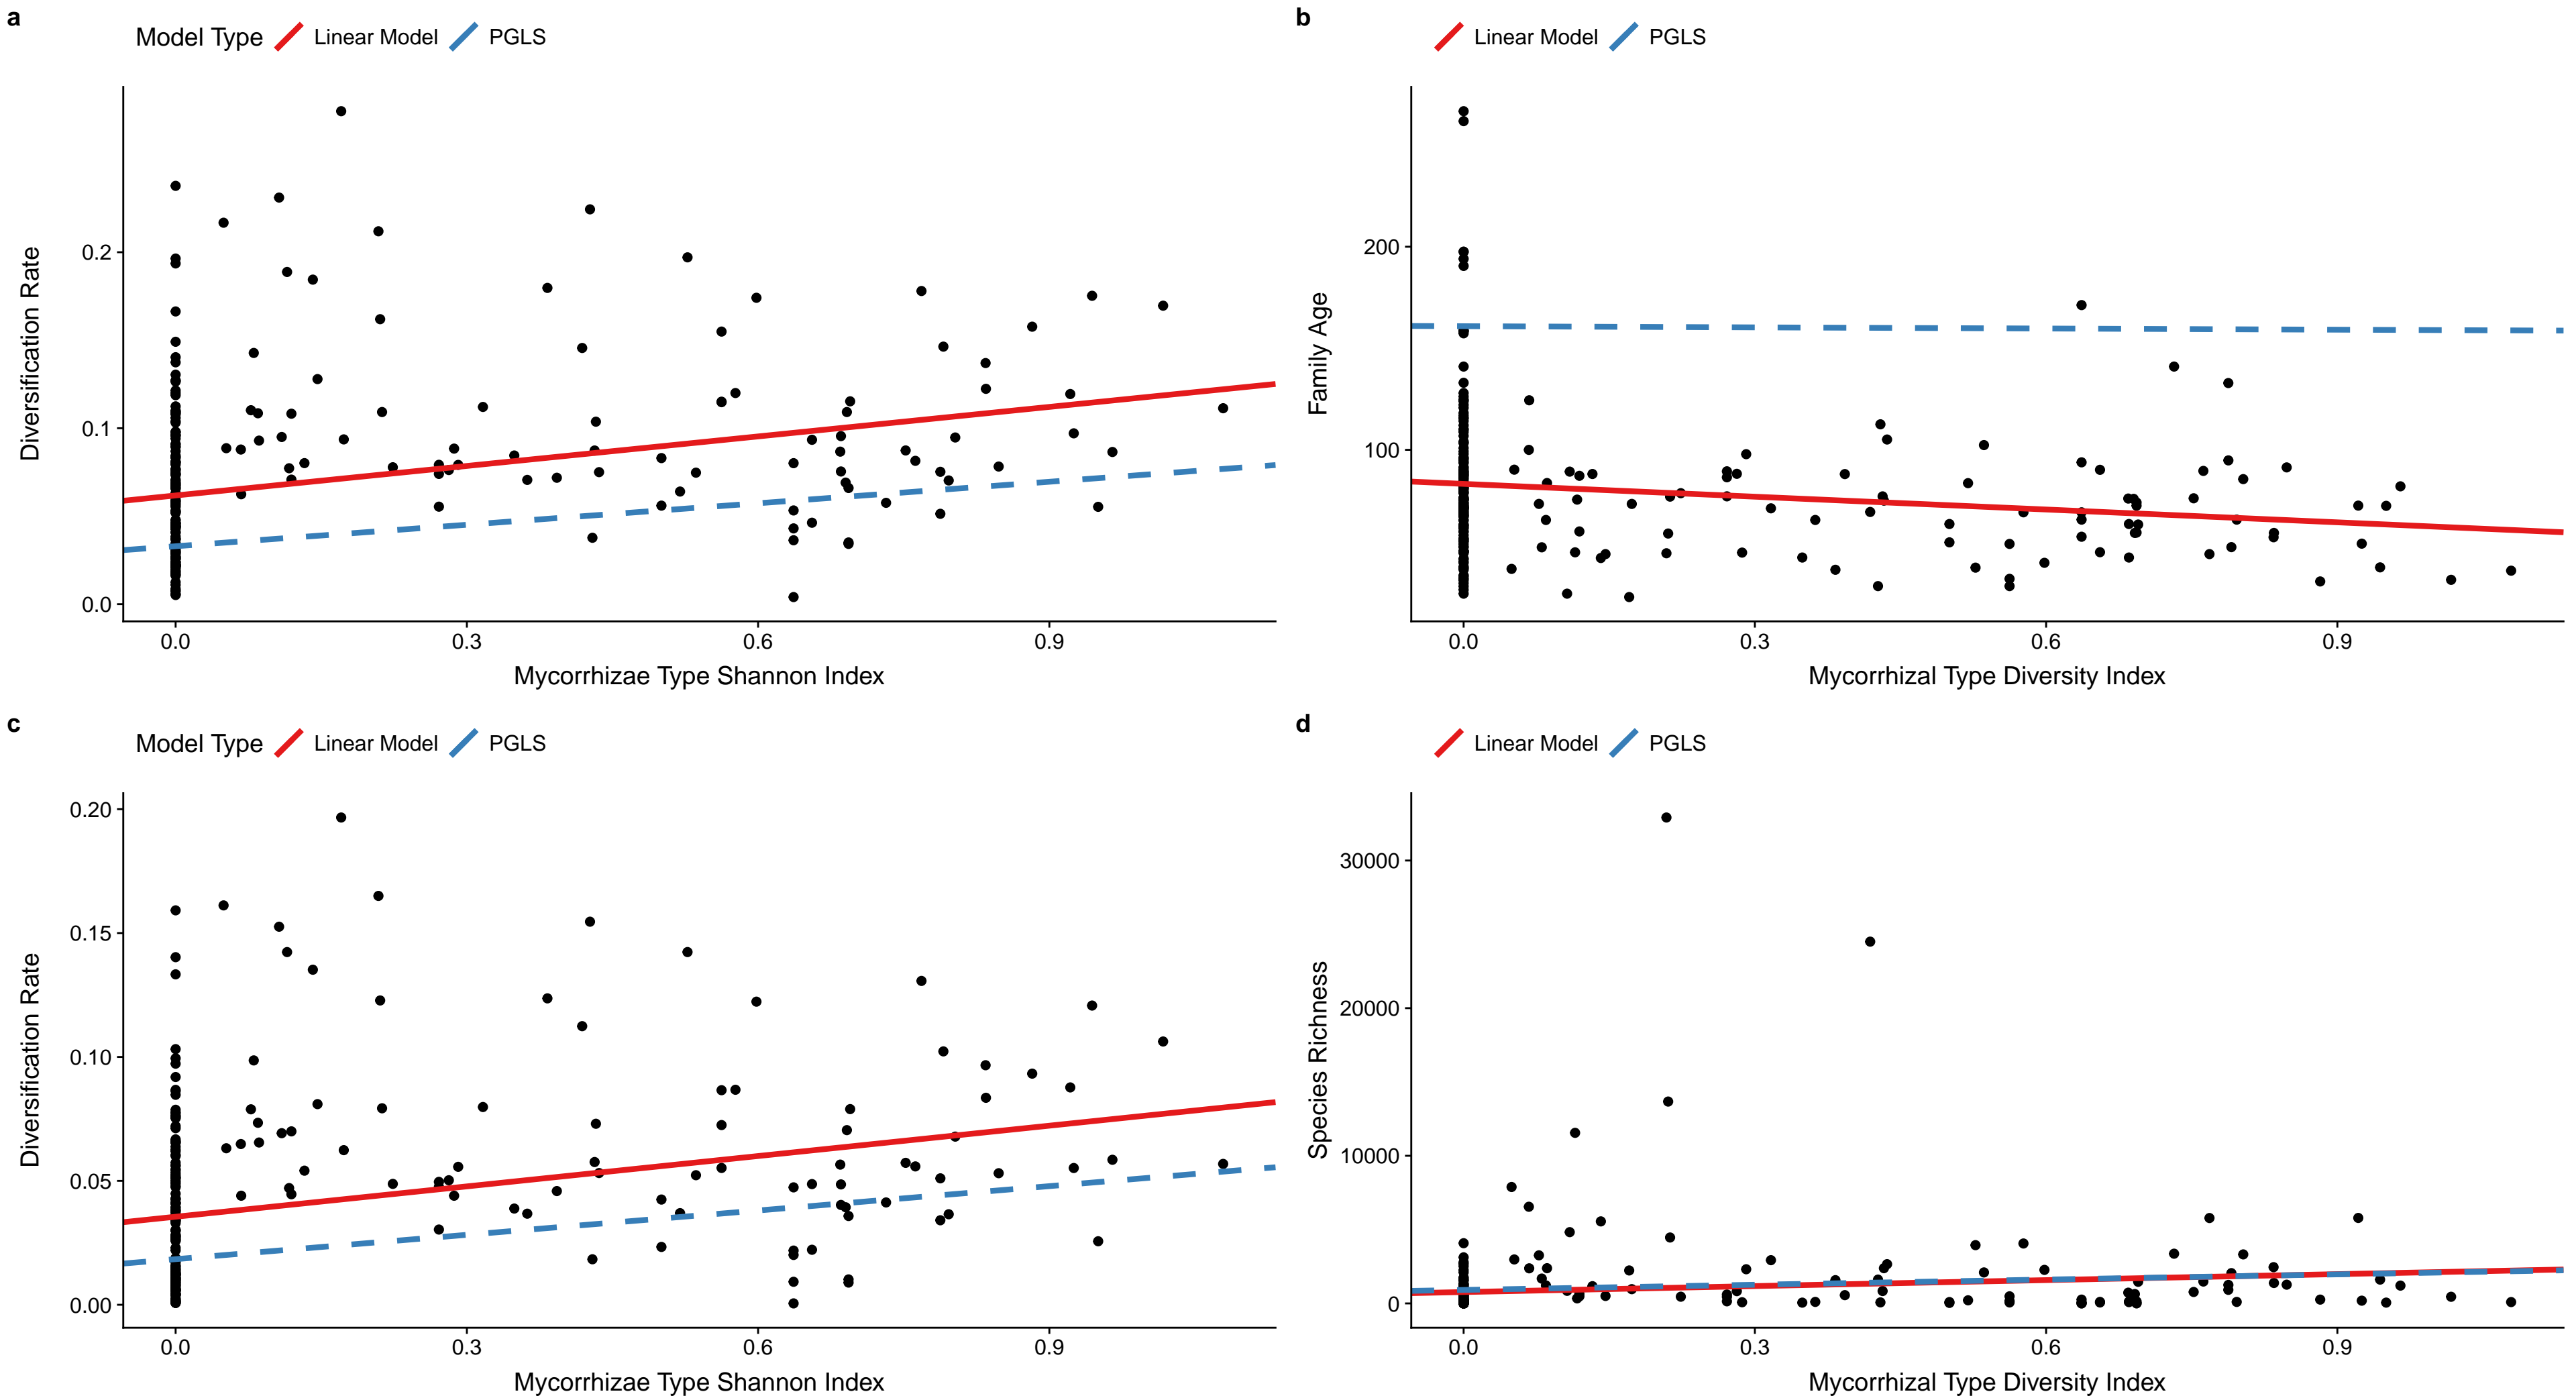 a
Model Type Linear Model PGLS
Diversification Rate
0.2
0.1
0.0
0.0 0.3 0.6 0.9
Mycorrhizae Type Shannon Index
b
Linear Model PGLS
Family Age
200
100
0.0 0.3 0.6 0.9
Mycorrhizal Type Diversity Index
c
Model Type Linear Model PGLS
Diversification Rate
0.20
0.15
0.10
0.05
0.00
0.0 0.3 0.6 0.9
Mycorrhizae Type Shannon Index
d
Linear Model PGLS
Species Richness
30000
20000
10000
0
0.0 0.3 0.6 0.9
Mycorrhizal Type Diversity Index